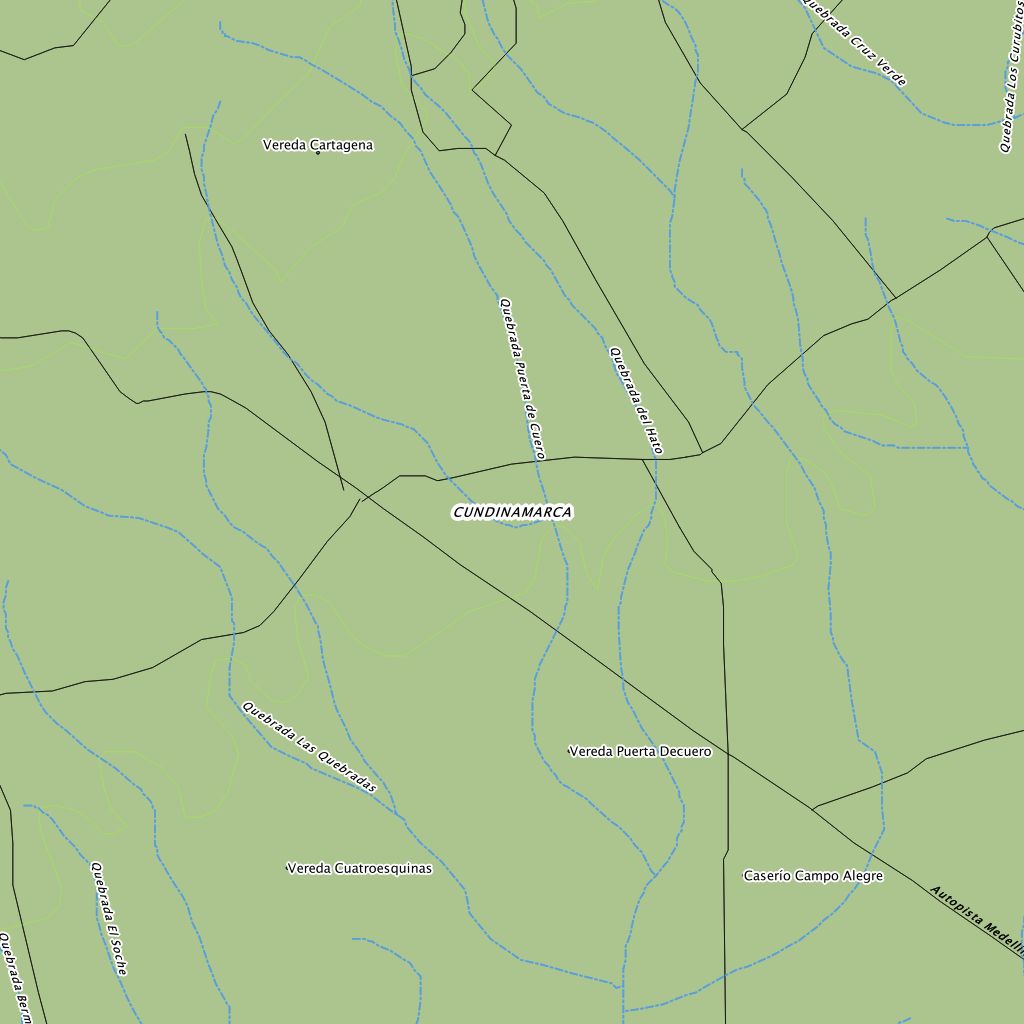 Quebrada Cruz Verde
Quebrada Los Curubitos
Vereda Cartagena
Quebrada Puerta de Cuero
Quebrada del Hato
CUNDINAMARCA
Quebrada Las Quebradas
Vereda Puerta Decuero
Vereda Cuatroesquinas
Caserío Campo Alegre
Quebrada El Soche
Autopista Medellín
Quebrada Berm